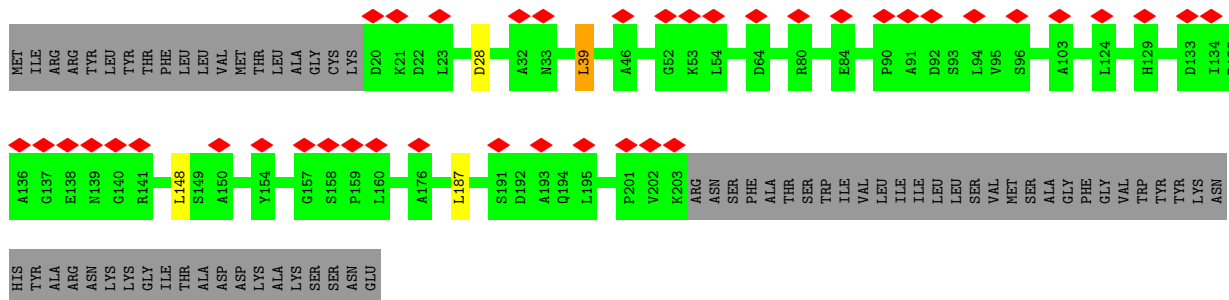 MET ILE ARG ARG TYR LEU TYR THR PHE LEU LEU VAL MET THR LEU ALA GLY CYS LYS D20 K21 D22 L23 D28 A32 N33 L39 A46 G52 K53 L54 D64 R80 E84 P90 A91 D92 S93 L94 V95 S96 A103 L124 H129 D133 I134
A136 G137 E138 N139 G140 R141 L148 S149 A150 Y154 G157 S158 P159 L160 A176 L187 S191 D192 A193 Q194 L195 P201 V202 K203 ARG ASN SER PHE ALA THR SER TRP ILE VAL LEU ILE ILE LEU LEU SER VAL MET SER ALA GLY PHE GLY VAL TRP TYR TYR LYS ASN
HIS TYR ALA ARG ASN LYS LYS GLY ILE THR ALA ASP ASP LYS ALA LYS SER SER ASN GLU